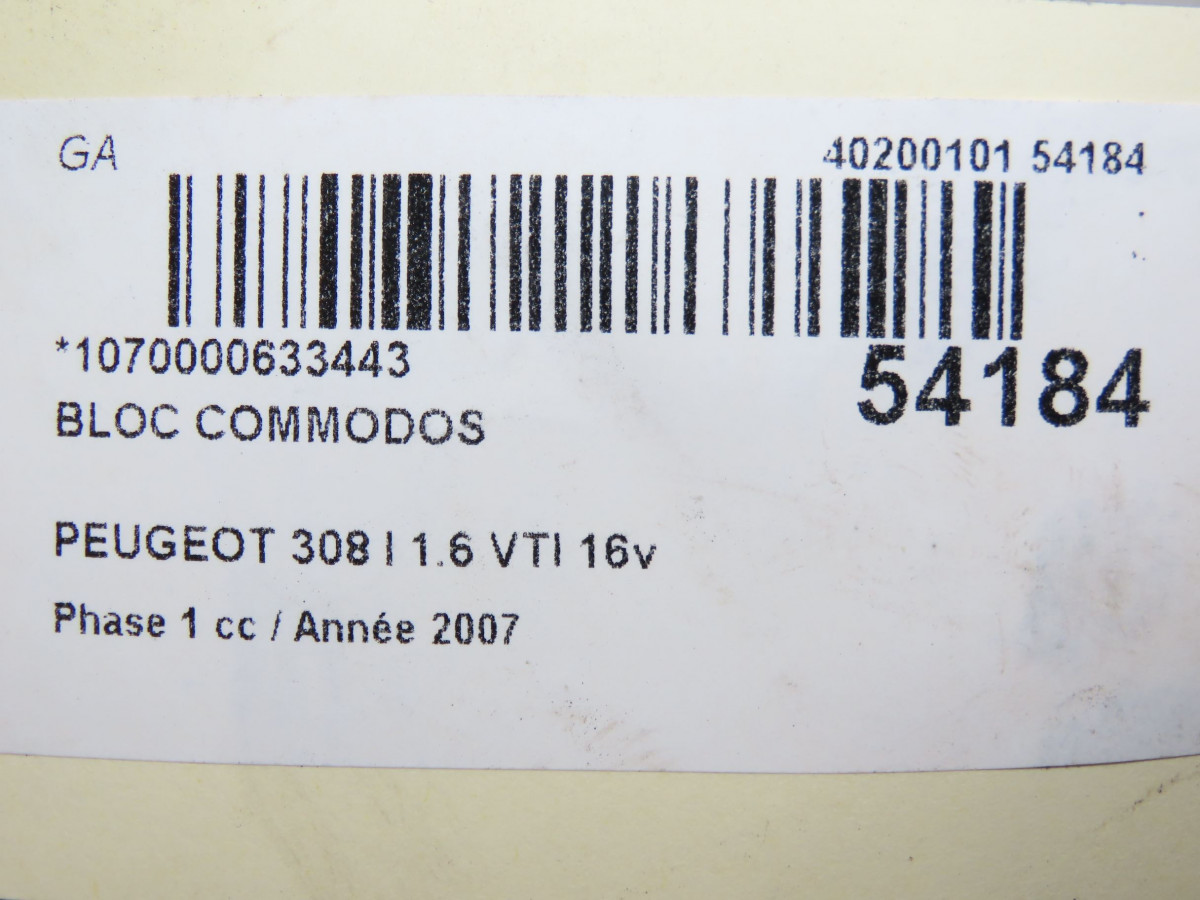 GA 40200101 54184
*1070000633443
54184
BLOC COMMODOS
PEUGEOT 308 I 1.6 VTI 16v
Phase 1 cc / Année 2007